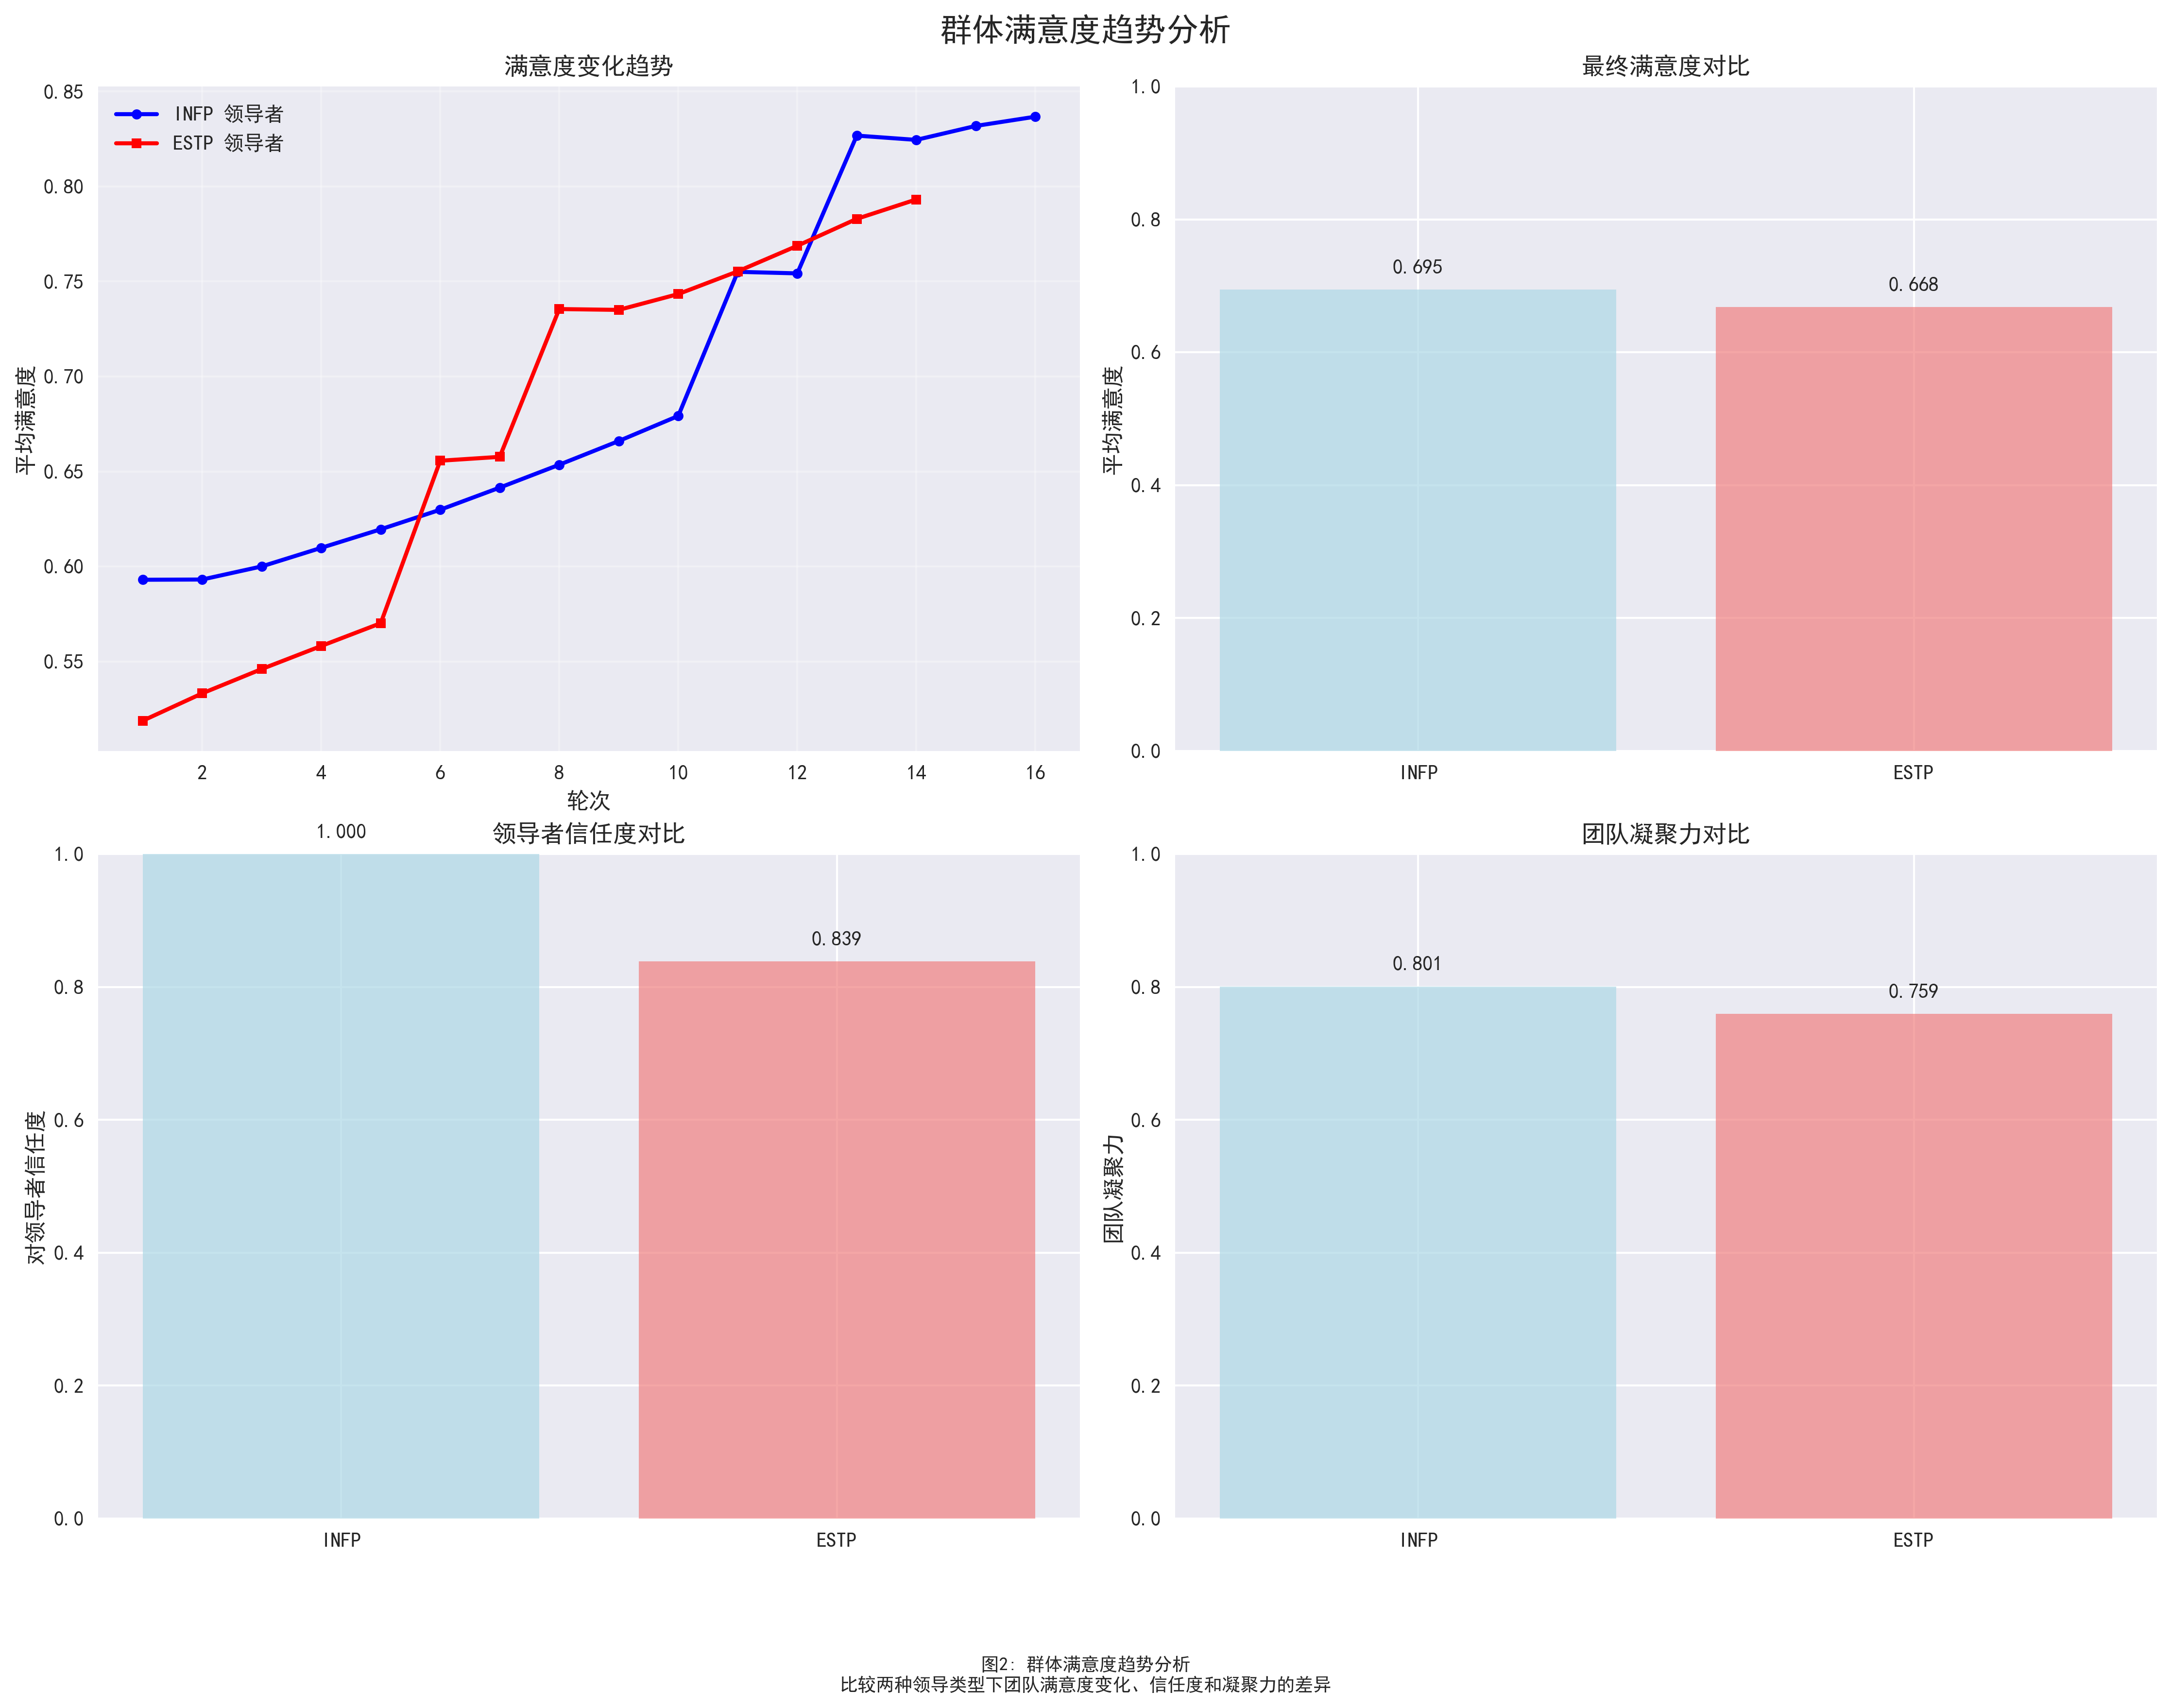 群体满意度趋势分析
满意度变化趋势
0.85
0.80
0.75
0.70
0.65
0.60
0.55
平均满意度
INFP 领导者
ESTP 领导者
2 4 6 8 10 12 14 16
轮次
最终满意度对比
1.0
0.8
0.6
0.4
0.2
0.0
平均满意度
0.695
0.668
INFP ESTP
领导者信任度对比
1.000
1.0
0.8
0.6
0.4
0.2
0.0
对领导者信任度
0.839
INFP ESTP
团队凝聚力对比
1.0
0.8
0.6
0.4
0.2
0.0
团队凝聚力
0.801
0.759
INFP ESTP
图2: 群体满意度趋势分析
比较两种领导类型下团队满意度变化、信任度和凝聚力的差异